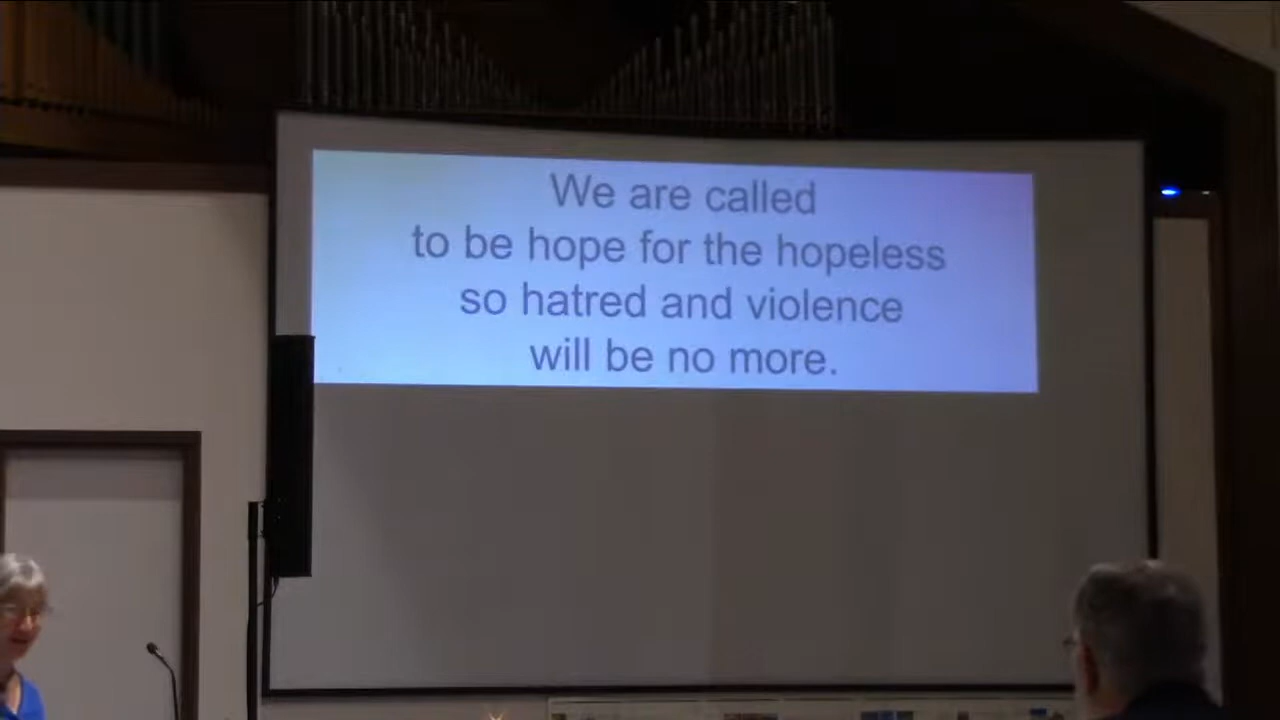 We are called
to be hope for the hopeless
so hatred and violence
will be no more.